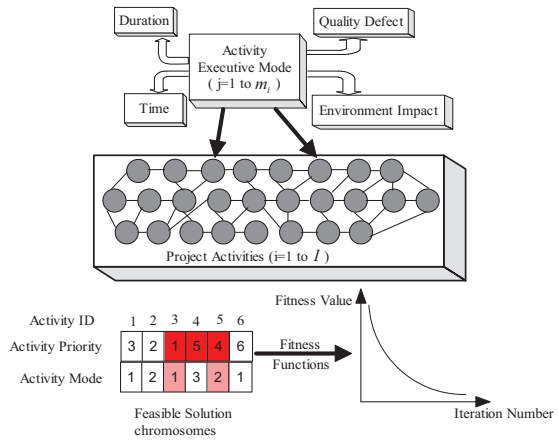 Duration
Quality Defect
Activity
Executive Mode
( j=1 to m_i )
Time
Environment Impact
Project Activities (i=1 to I )
Fitness Value
Activity ID
1 2 3 4 5 6
Activity Priority
3 2 1 5 4 6
Fitness
Functions
Activity Mode
1 2 1 3 2 1
Iteration Number
Feasible Solution
chromosomes